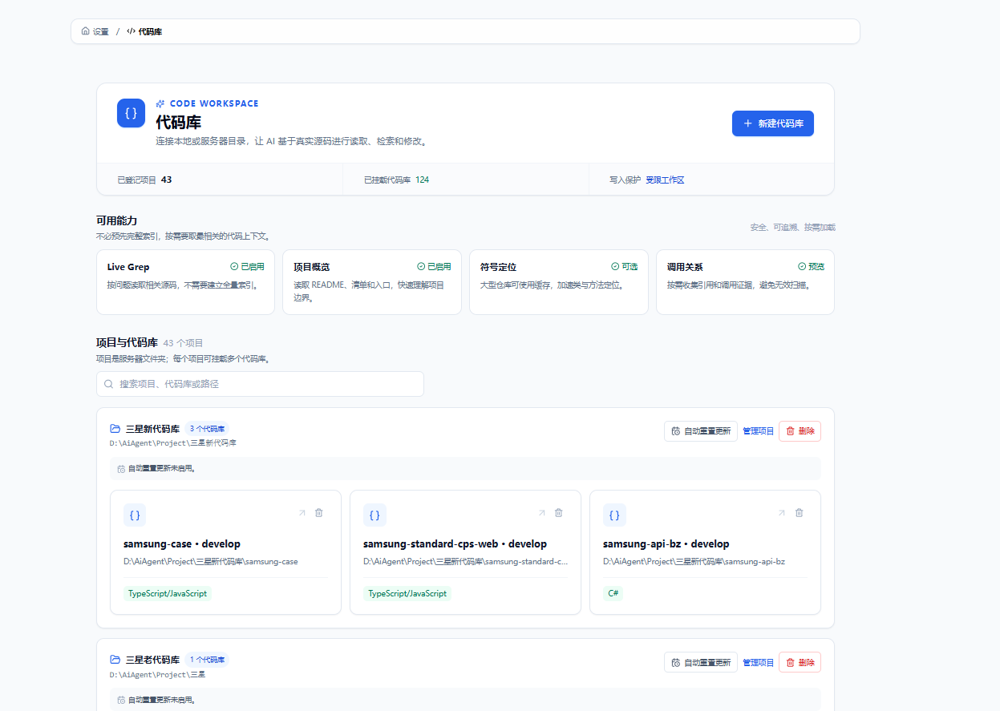 设置 / </> 代码库
{ }
CODE WORKSPACE
代码库
连接本地或服务器目录，让 AI 基于真实源码进行读取、检索和修改。
+ 新建代码库
已登记项目 43
已挂载代码库 124
写入保护 受限工作区
可用能力
不必预先完整索引，按需要取最相关的代码上下文。
安全、可追溯、按需加载
Live Grep 已启用
按问题读取相关源码，不需要建立全量索引。
项目概览 已启用
读取 README、清单和入口，快速理解项目
边界。
符号定位 可选
大型仓库可使用缓存，加速类与方法定位。
调用关系 预览
按需收集引用和调用证据，避免无效扫描。
项目与代码库 43 个项目
项目是服务器文件夹；每个项目可挂载多个代码库。
搜索项目、代码库或路径
三星新代码库 3 个代码库
自动重置更新 管理项目 删除
D:\AiAgent\Project\三星新代码库
自动重置更新未启用。
{ }
samsung-case • develop
D:\AiAgent\Project\三星新代码库\samsung-case
TypeScript/JavaScript
{ }
samsung-standard-cps-web • develop
D:\AiAgent\Project\三星新代码库\samsung-standard-c...
TypeScript/JavaScript
{ }
samsung-api-bz • develop
D:\AiAgent\Project\三星新代码库\samsung-api-bz
C#
三星老代码库 1 个代码库
自动重置更新 管理项目 删除
D:\AiAgent\Project\三星
自动重置更新未启用。